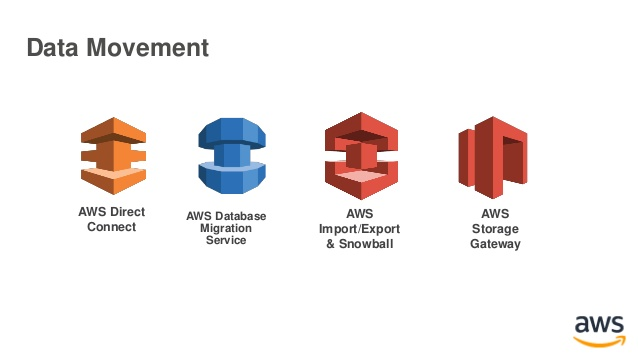 Data Movement
AWS Direct
Connect
AWS Database
Migration
Service
AWS
Import/Export
& Snowball
AWS
Storage
Gateway
aws